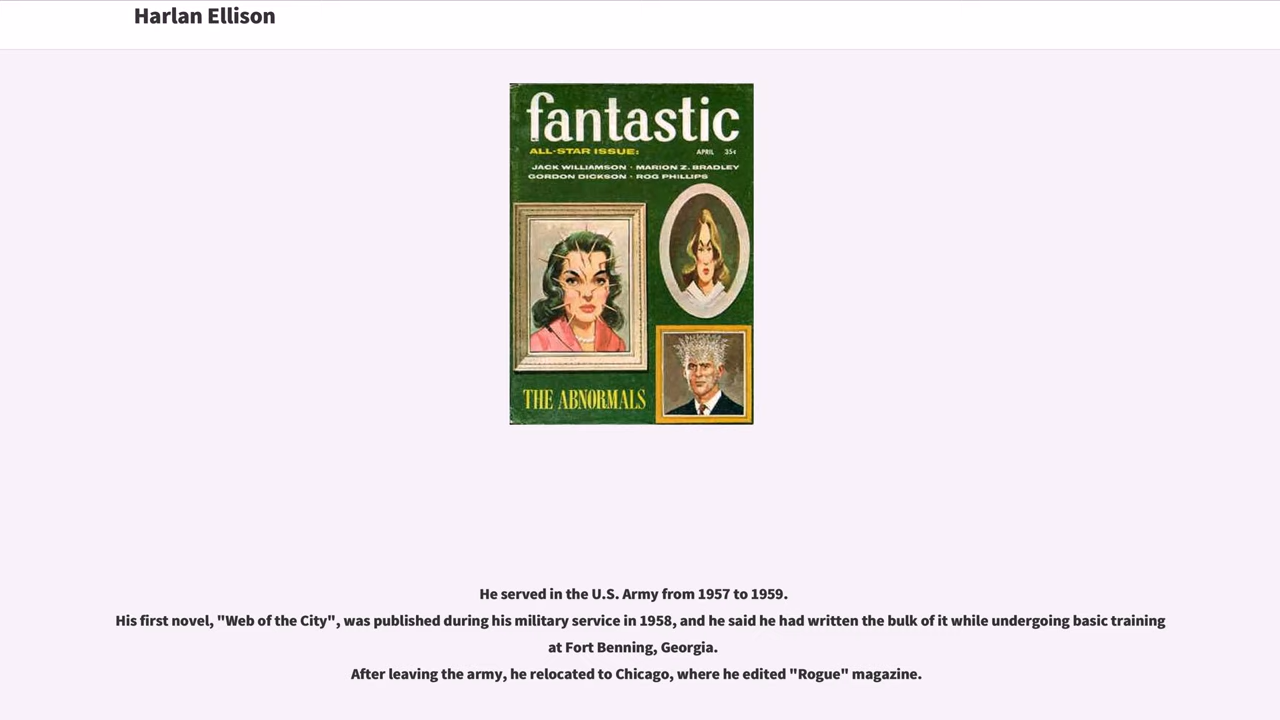 Harlan Ellison
fantastic
ALL-STAR ISSUE:
APRIL 35¢
JACK WILLIAMSON · MARION Z. BRADLEY
GORDON DICKSON · ROG PHILLIPS
THE ABNORMALS
He served in the U.S. Army from 1957 to 1959.
His first novel, "Web of the City", was published during his military service in 1958, and he said he had written the bulk of it while undergoing basic training
at Fort Benning, Georgia.
After leaving the army, he relocated to Chicago, where he edited "Rogue" magazine.